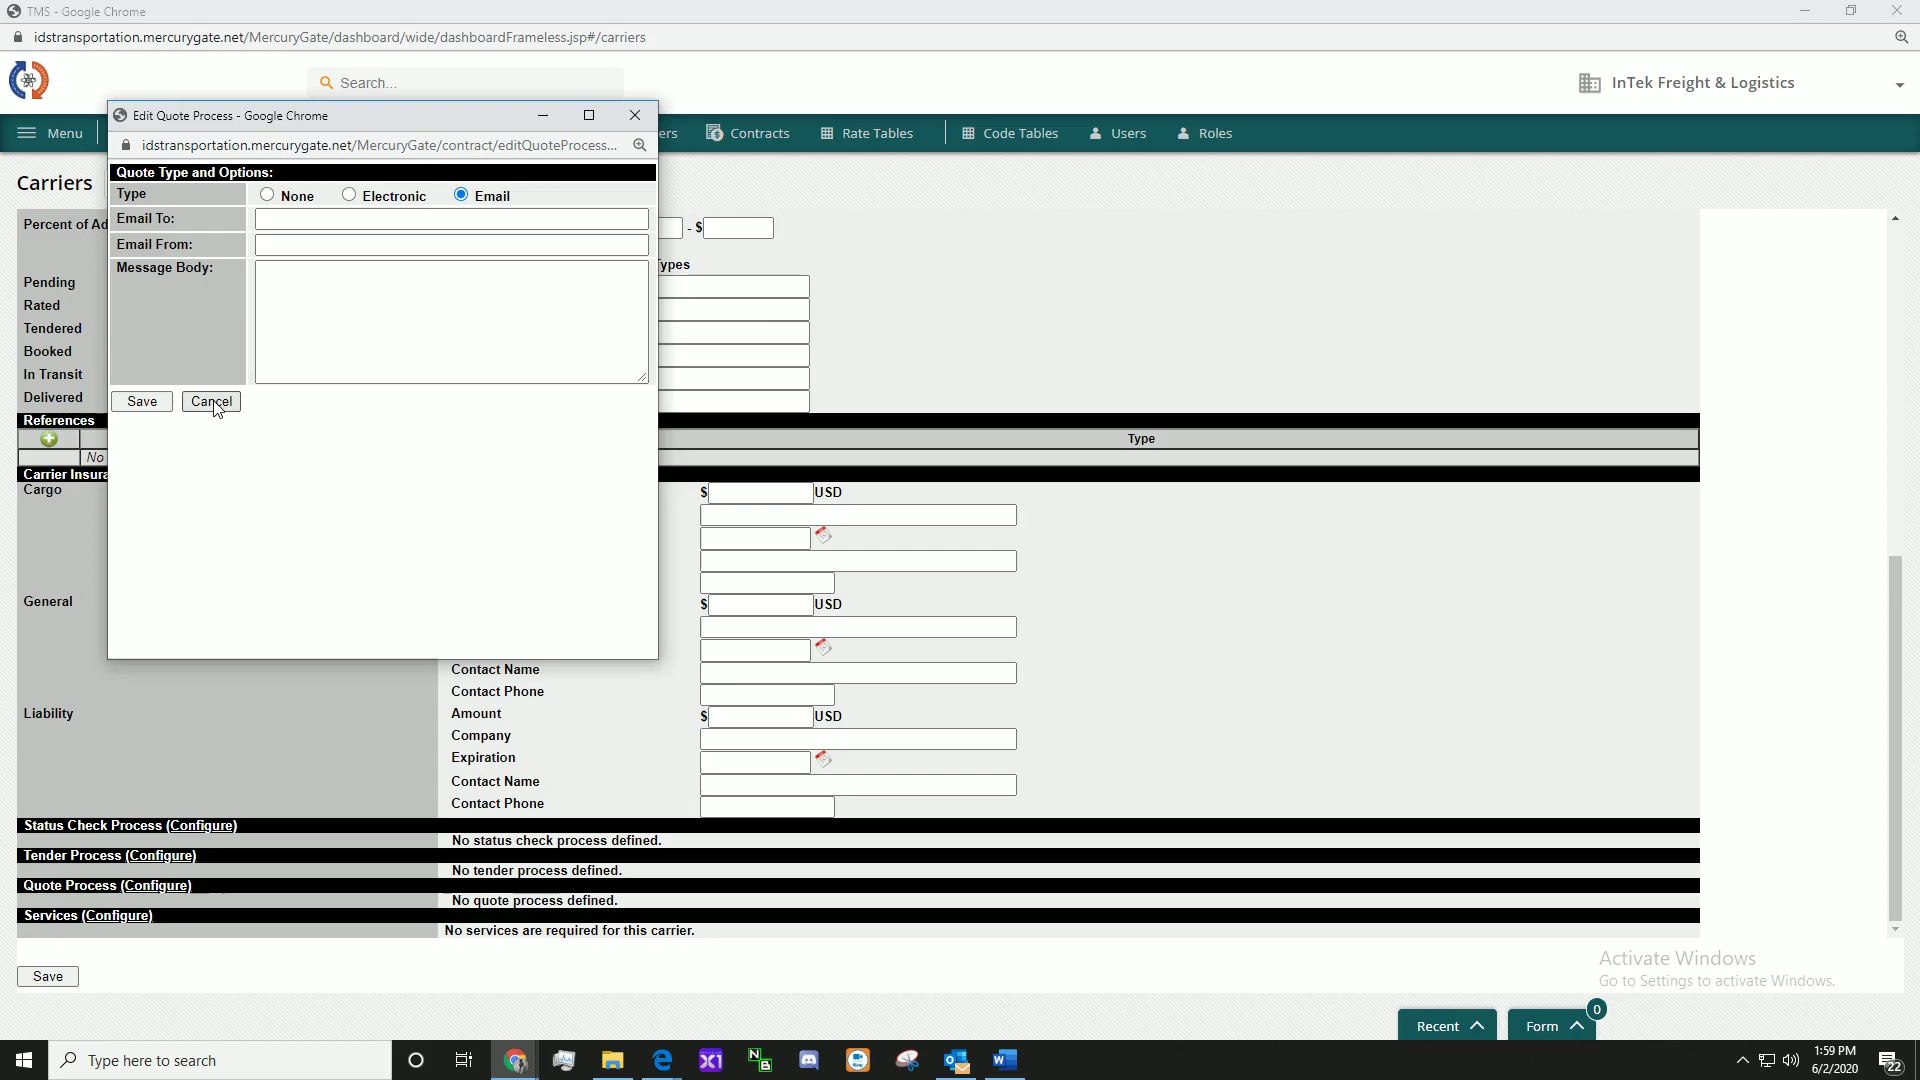 TMS - Google Chrome
idstransportation.mercurygate.net/MercuryGate/dashboard/wide/dashboardFrameless.jsp#/carriers
Search...
InTek Freight & Logistics
Menu
ers
Contracts
Rate Tables
Code Tables
Users
Roles
Carriers
Edit Quote Process - Google Chrome
idstransportation.mercurygate.net/MercuryGate/contract/editQuoteProcess...
Quote Type and Options:
Type
None
Electronic
Email
Email To:
Email From:
Message Body:
Save
Cancel
Percent of Ad
- $
ypes
Pending
Rated
Tendered
Booked
In Transit
Delivered
References
Type
No
Carrier Insura
Cargo
$ USD
General
$ USD
Contact Name
Contact Phone
Liability
Amount
$ USD
Company
Expiration
Contact Name
Contact Phone
Status Check Process (Configure)
No status check process defined.
Tender Process (Configure)
No tender process defined.
Quote Process (Configure)
No quote process defined.
Services (Configure)
No services are required for this carrier.
Save
Activate Windows
Go to Settings to activate Windows.
Recent
Form
0
Type here to search
X1
N
B
W
1:59 PM
6/2/2020
22